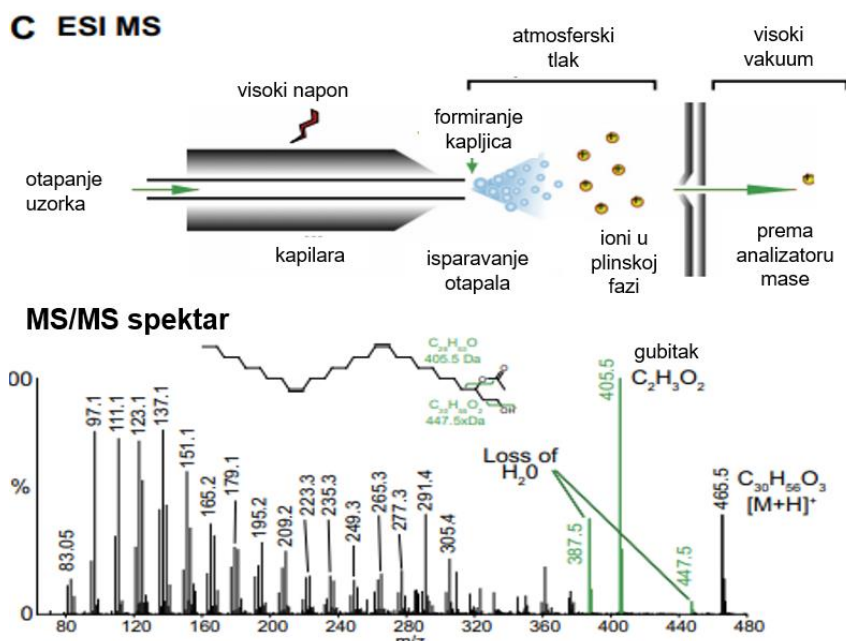 C ESI MS
atmosferski
tlak
visoki
vakuum
visoki napon
formiranje
kapljica
otapanje
uzorka
kapilara
isparavanje
otapala
ioni u
plinskoj
fazi
prema
analizatoru
mase
MS/MS spektar
405.5 Da
447.5xDa
O
O
OH
gubitak
C₂H₃O₂
Loss of
H₂0
C₃₀H₅₆O₃
[M+H]⁺
00
%
0
83.05
97.1
111.1
123.1
137.1
151.1
165.2
179.1
195.2
209.2
223.3
235.3
249.3
265.3
277.3
291.4
305.4
387.5
405.5
447.5
465.5
80
120
160
200
240
280
320
360
400
440
480
m/z